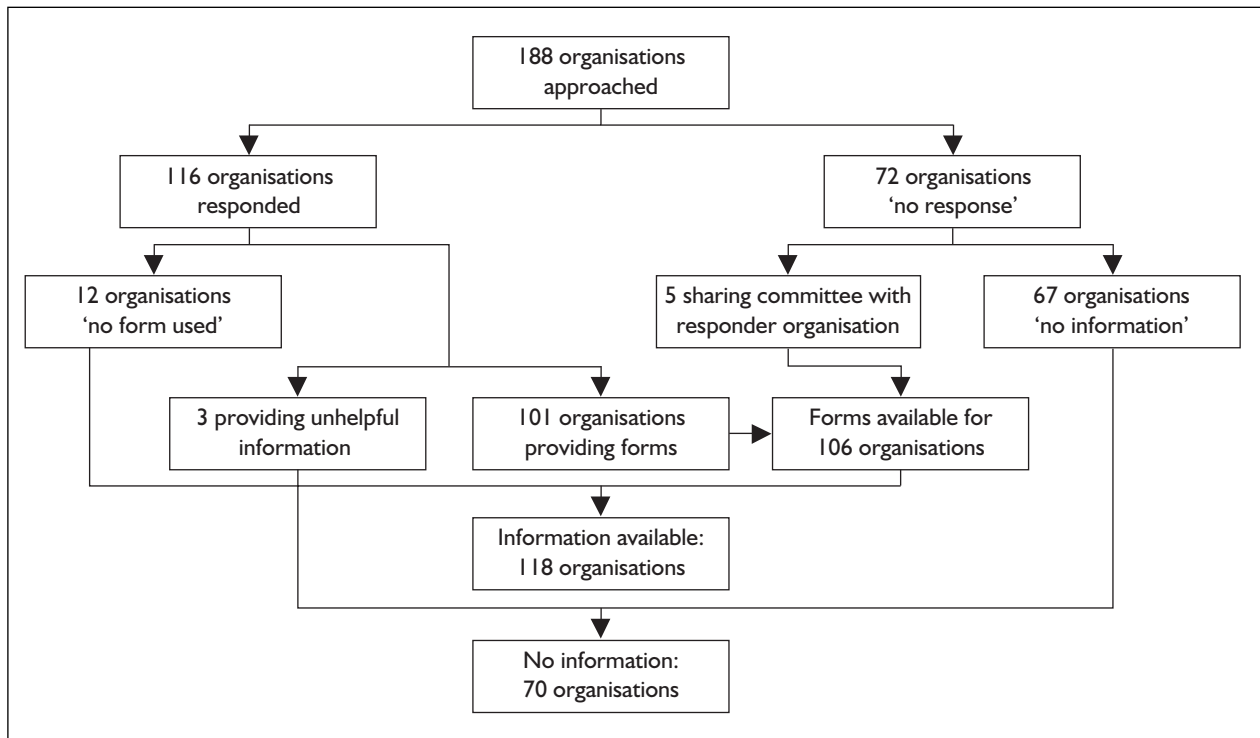 188 organisations
approached
116 organisations
responded
72 organisations
‘no response’
12 organisations
‘no form used’
5 sharing committee with
responder organisation
67 organisations
‘no information’
3 providing unhelpful
information
101 organisations
providing forms
Forms available for
106 organisations
Information available:
118 organisations
No information:
70 organisations